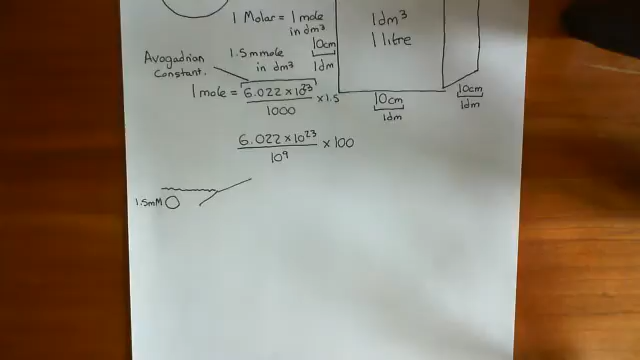 1 Molar = 1 mole
in dm³
1.5 mmole
in dm³
10cm
1dm
1dm³
1 litre
Avogadrian
Constant.
1 mole = 6.022 × 10²³ / 1000 × 1.5
10cm
1dm
10cm
1dm
6.022 × 10²³ / 10⁹ × 100
1.5mM